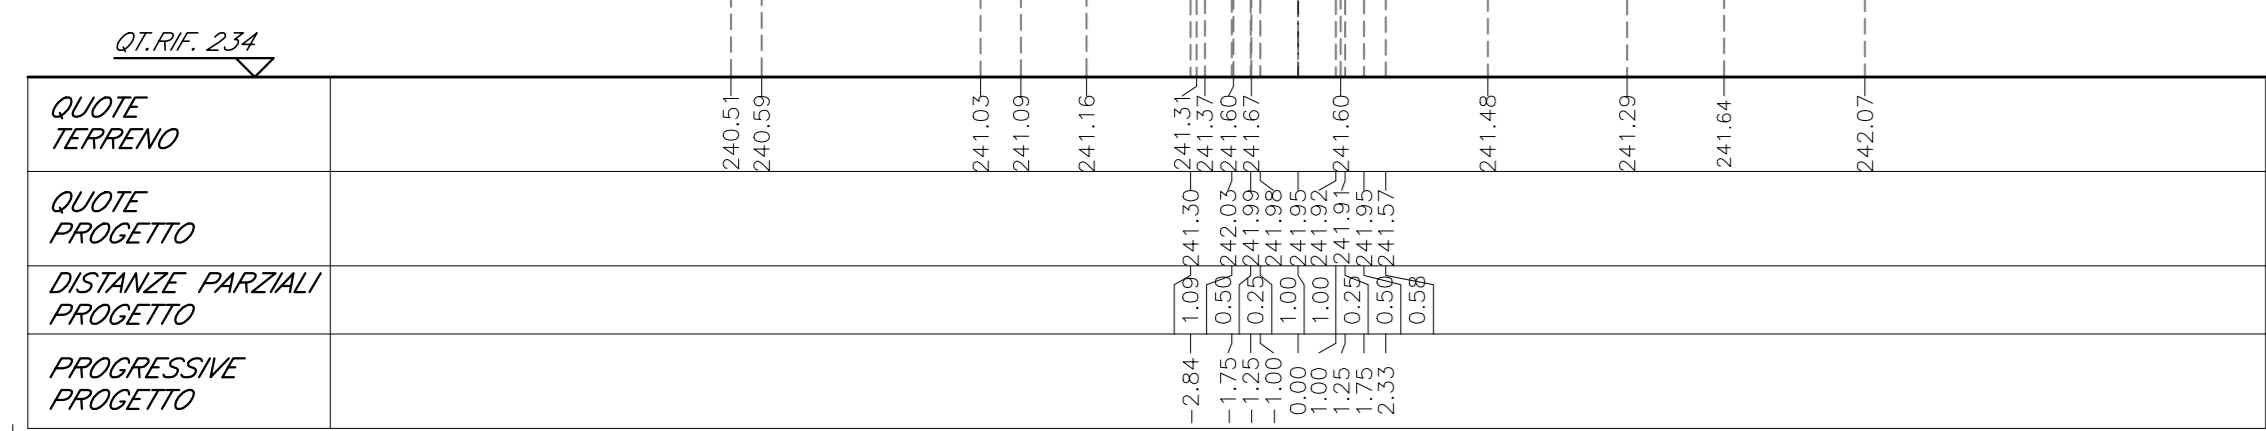 QT.RIF. 234
QUOTE
TERRENO
240.51 240.59 241.03 241.09 241.16 241.31 241.37 241.60 241.67 241.60 241.48 241.29 241.64 242.07
QUOTE
PROGETTO
241.30 242.03 241.99 241.98 241.95 241.92 241.91 241.95 241.57
DISTANZE PARZIALI
PROGETTO
1.09 0.50 0.25 1.00 1.00 0.25 0.50 0.58
PROGRESSIVE
PROGETTO
-2.84 -1.75 -1.25 -1.00 0.00 1.00 1.25 1.75 2.33